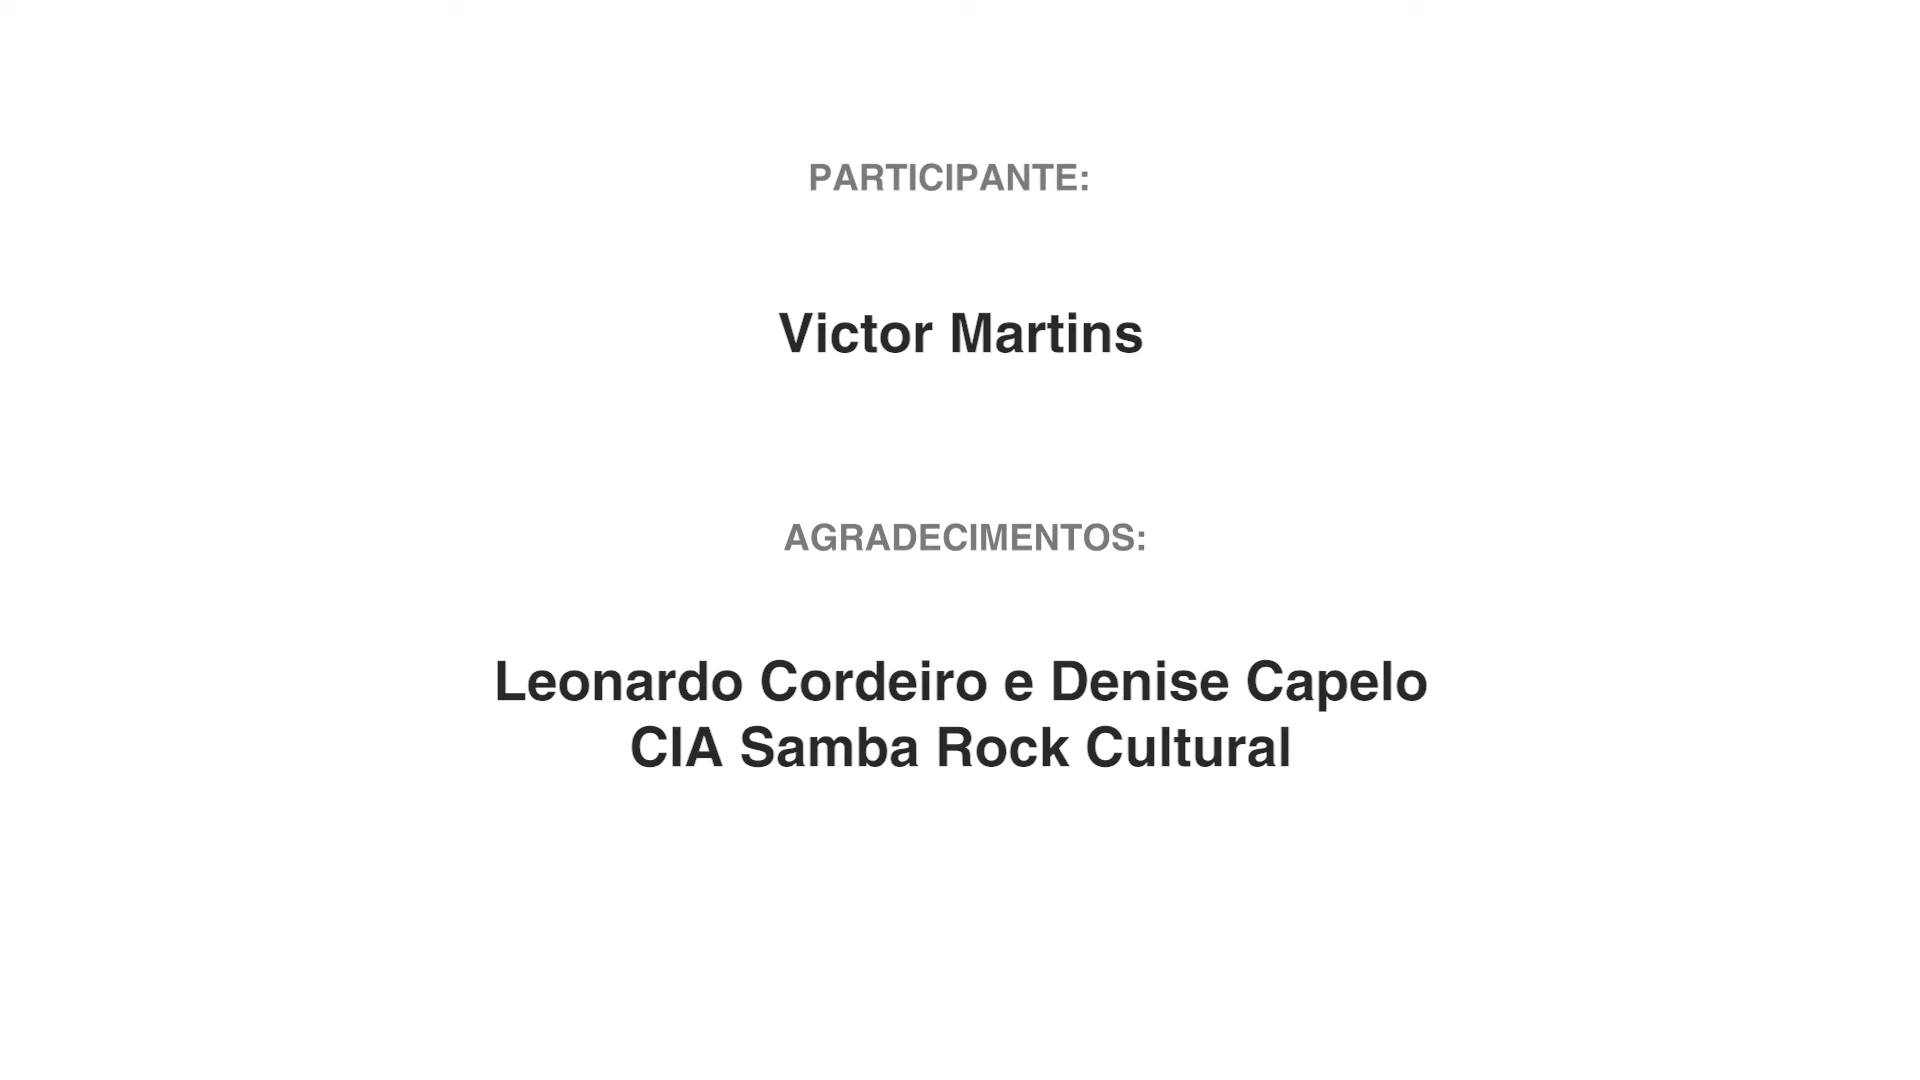 PARTICIPANTE:
Victor Martins
AGRADECIMENTOS:
Leonardo Cordeiro e Denise Capelo
CIA Samba Rock Cultural